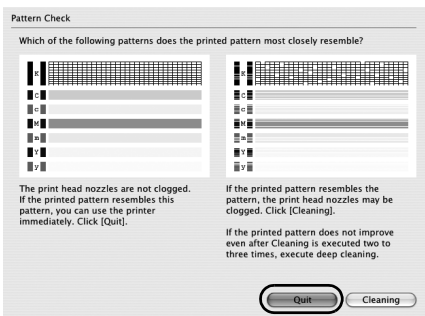 Pattern Check
Which of the following patterns does the printed pattern most closely resemble?
K
C
c
M
m
Y
y
K
C
c
M
m
Y
y
The print head nozzles are not clogged.
If the printed pattern resembles this
pattern, you can use the printer
immediately. Click [Quit].
If the printed pattern resembles the
pattern, the print head nozzles may be
clogged. Click [Cleaning].
If the printed pattern does not improve
even after Cleaning is executed two to
three times, execute deep cleaning.
Quit
Cleaning